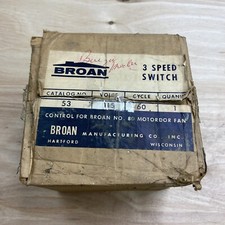 BROAN
3 SPEED
SWITCH
CATALOG NO. VOLTS CYCLE QUANTITY
53 115 60 1
CONTROL FOR BROAN NO. MOTORDOR FAN
BROAN MANUFACTURING CO., INC.
HARTFORD WISCONSIN